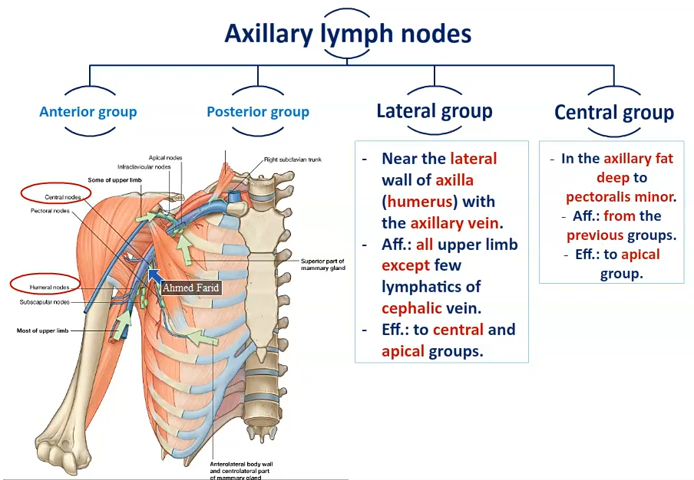 Axillary lymph nodes
Anterior group
Posterior group
Lateral group
Central group
Apical nodes
Infraclavicular nodes
Right subclavian trunk
Some of upper limb
Central nodes
Pectoral nodes
Superior part of
mammary gland
Humeral nodes
Subscapular nodes
Ahmed Farid
Most of upper limb
Anterolateral body wall
and centrolateral part
of mammary gland
- Near the lateral
wall of axilla
(humerus) with
the axillary vein.
- Aff.: all upper limb
except few
lymphatics of
cephalic vein.
- Eff.: to central and
apical groups.
- In the axillary fat
deep to
pectoralis minor.
- Aff.: from the
previous groups.
- Eff.: to apical
group.